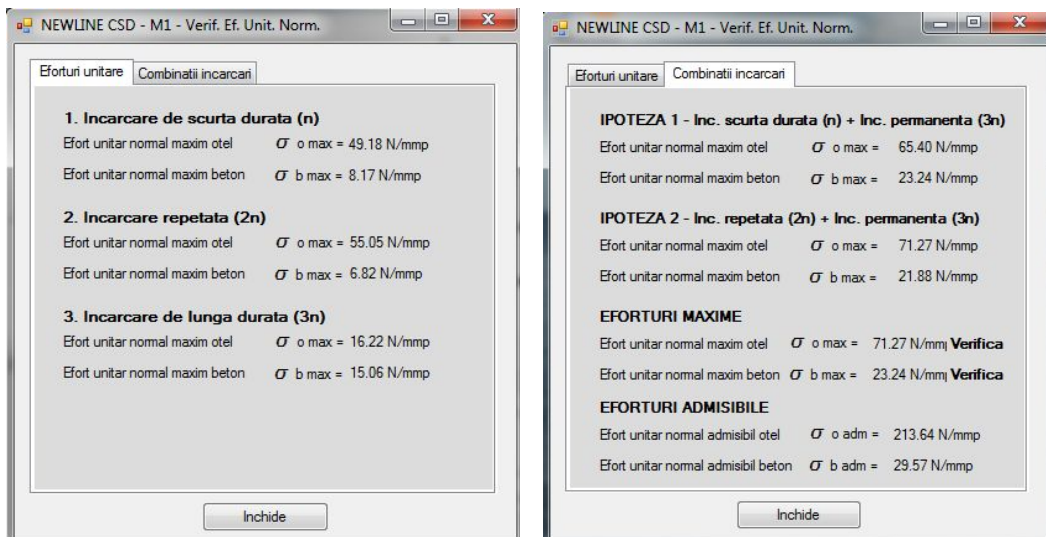 NEWLINE CSD - M1 - Verif. Ef. Unit. Norm.
Eforturi unitare Combinatii incarcari
1. Incarcare de scurta durata (n)
Efort unitar normal maxim otel σ o max = 49.18 N/mmp
Efort unitar normal maxim beton σ b max = 8.17 N/mmp
2. Incarcare repetata (2n)
Efort unitar normal maxim otel σ o max = 55.05 N/mmp
Efort unitar normal maxim beton σ b max = 6.82 N/mmp
3. Incarcare de lunga durata (3n)
Efort unitar normal maxim otel σ o max = 16.22 N/mmp
Efort unitar normal maxim beton σ b max = 15.06 N/mmp
Inchide
NEWLINE CSD - M1 - Verif. Ef. Unit. Norm.
Eforturi unitare Combinatii incarcari
IPOTEZA 1 - Inc. scurta durata (n) + Inc. permanenta (3n)
Efort unitar normal maxim otel σ o max = 65.40 N/mmp
Efort unitar normal maxim beton σ b max = 23.24 N/mmp
IPOTEZA 2 - Inc. repetata (2n) + Inc. permanenta (3n)
Efort unitar normal maxim otel σ o max = 71.27 N/mmp
Efort unitar normal maxim beton σ b max = 21.88 N/mmp
EFORTURI MAXIME
Efort unitar normal maxim otel σ o max = 71.27 N/mm Verifica
Efort unitar normal maxim beton σ b max = 23.24 N/mm Verifica
EFORTURI ADMISIBILE
Efort unitar normal admisibil otel σ o adm = 213.64 N/mmp
Efort unitar normal admisibil beton σ b adm = 29.57 N/mmp
Inchide